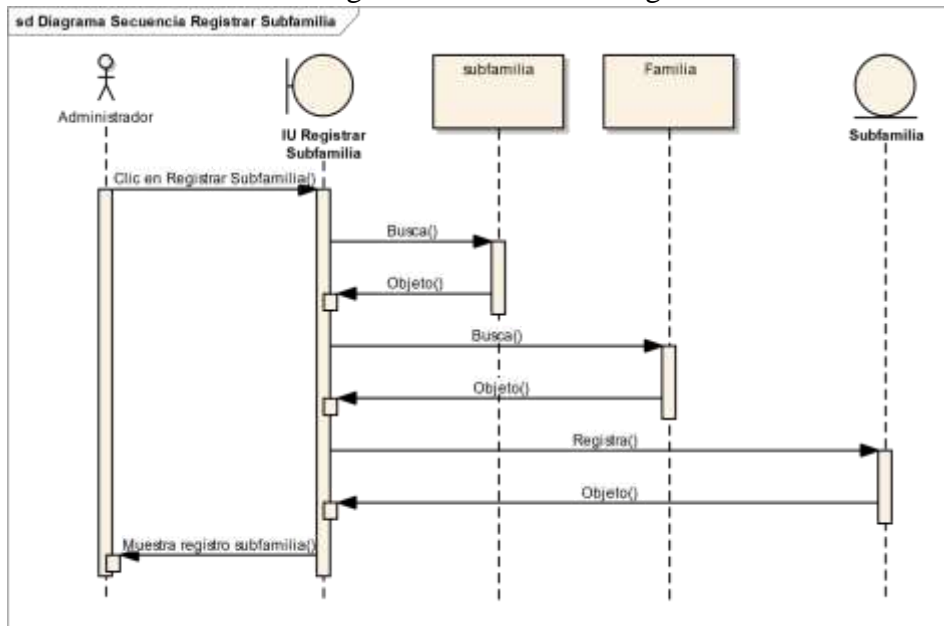 sd Diagrama Secuencia Registrar Subfamilia
Administrador
IU Registrar
Subfamilia
subfamilia
Familia
Subfamilia
Clic en Registrar Subfamilia()
Busca()
Objeto()
Busca()
Objeto()
Registra()
Objeto()
Muestra registro subfamilia()